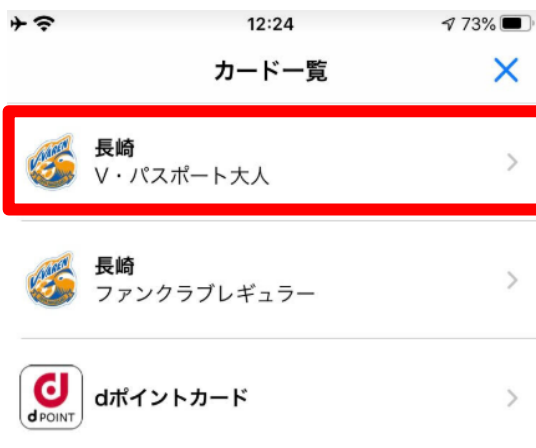 12:24
73%
カード一覧
V-VAREN
長崎
V・パスポート大人
V-VAREN
長崎
ファンクラブレギュラー
d POINT
dポイントカード